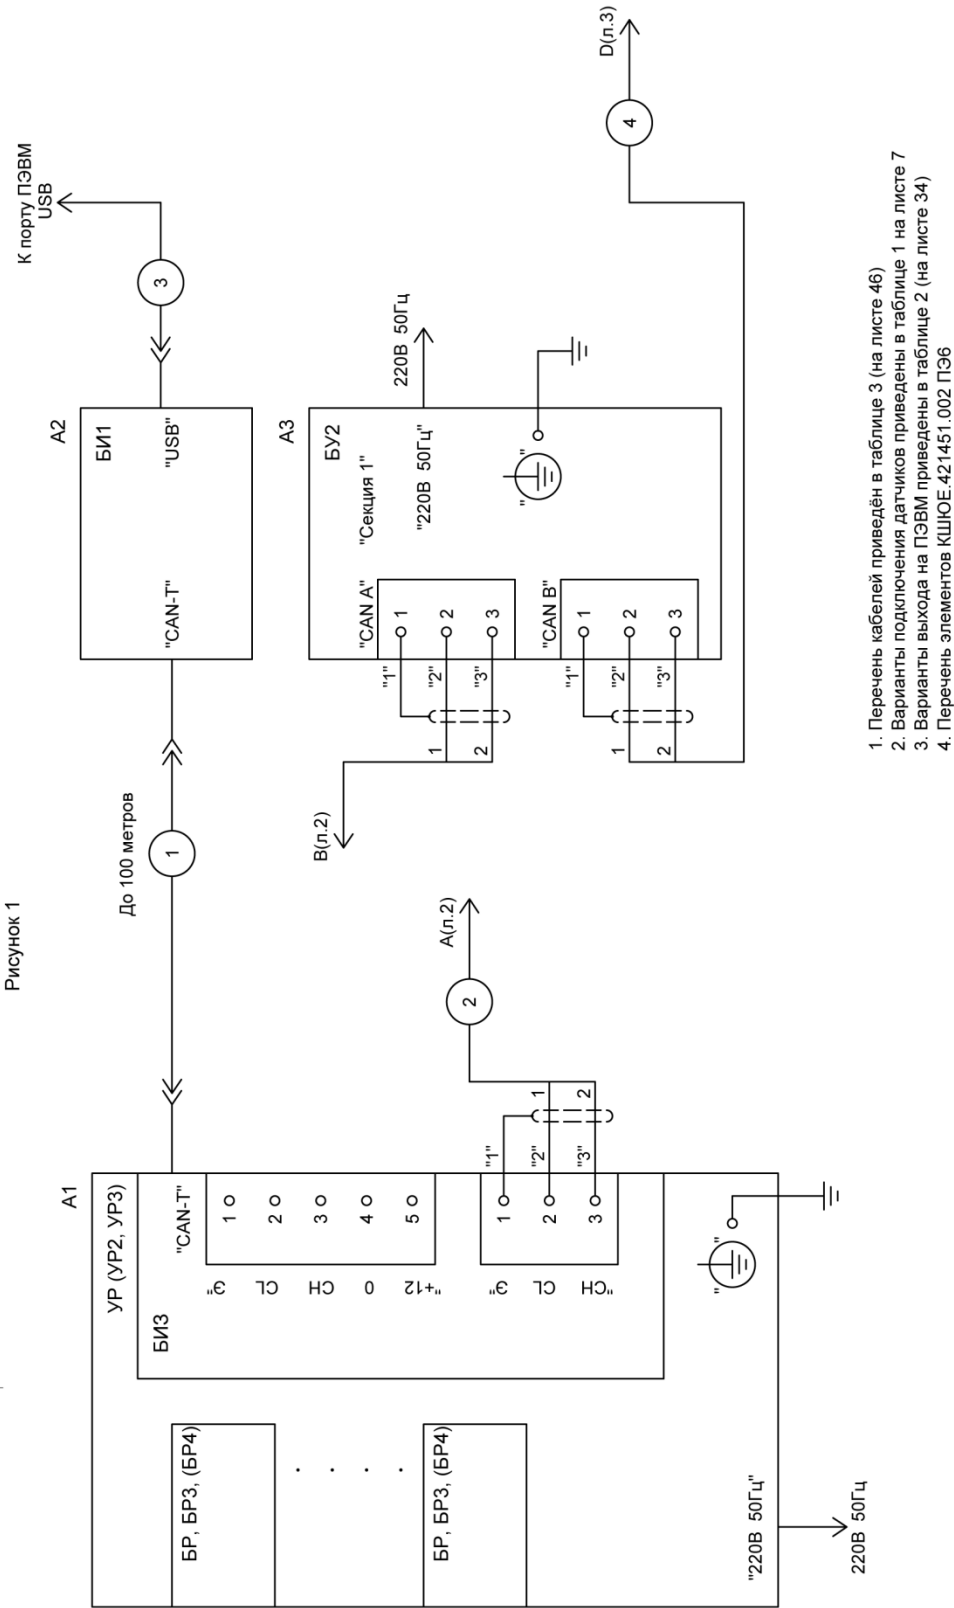 Рисунок 1
A1
УР (УР2, УР3)
БР, БР3, (БР4)
. . . .
БР, БР3, (БР4)
БИ3
"CAN-T"
Э" 1
CL 2
CH 3
0 4
"+12 5
Э" 1 "1"
CL 2 "2" 1
"CH 3 "3" 2
" "
"220В 50Гц"
220В 50Гц
2
А(л.2)
До 100 метров
1
A2
БИ1
"CAN-T"
"USB"
3
К порту ПЭВМ
USB
A3
БУ2
"Секция 1"
"220В 50Гц"
220В 50Гц
"CAN A"
"1" 1
1 "2" 2
2 "3" 3
В(л.2)
"CAN B"
"1" 1
1 "2" 2
2 "3" 3
" "
4
D(л.3)
1. Перечень кабелей приведён в таблице 3 (на листе 46)
2. Варианты подключения датчиков приведены в таблице 1 на листе 7
3. Варианты выхода на ПЭВМ приведены в таблице 2 (на листе 34)
4. Перечень элементов КШЮЕ.421451.002 ПЭ6